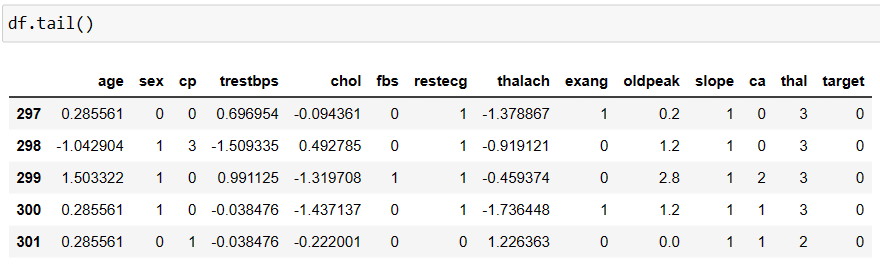 df.tail()
age sex cp trestbps chol fbs restecg thalach exang oldpeak slope ca thal target
297 0.285561 0 0 0.696954 -0.094361 0 1 -1.378867 1 0.2 1 0 3 0
298 -1.042904 1 3 -1.509335 0.492785 0 1 -0.919121 0 1.2 1 0 3 0
299 1.503322 1 0 0.991125 -1.319708 1 1 -0.459374 0 2.8 1 2 3 0
300 0.285561 1 0 -0.038476 -1.437137 0 1 -1.736448 1 1.2 1 1 3 0
301 0.285561 0 1 -0.038476 -0.222001 0 0 1.226363 0 0.0 1 1 2 0